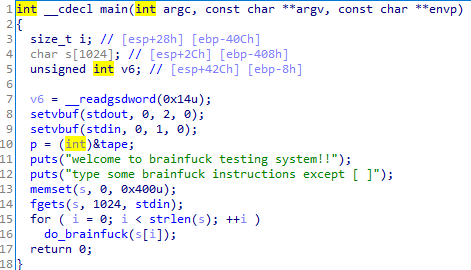 1 int __cdecl main(int argc, const char **argv, const char **envp)
2 {
3   size_t i; // [esp+28h] [ebp-40Ch]
4   char s[1024]; // [esp+2Ch] [ebp-408h]
5   unsigned int v6; // [esp+42Ch] [ebp-8h]
6
7   v6 = __readgsdword(0x14u);
8   setvbuf(stdout, 0, 2, 0);
9   setvbuf(stdin, 0, 1, 0);
10   p = (int)&tape;
11   puts("welcome to brainfuck testing system!!");
12   puts("type some brainfuck instructions except [ ]");
13   memset(s, 0, 0x400u);
14   fgets(s, 1024, stdin);
15   for ( i = 0; i < strlen(s); ++i )
16     do_brainfuck(s[i]);
17   return 0;
18 }